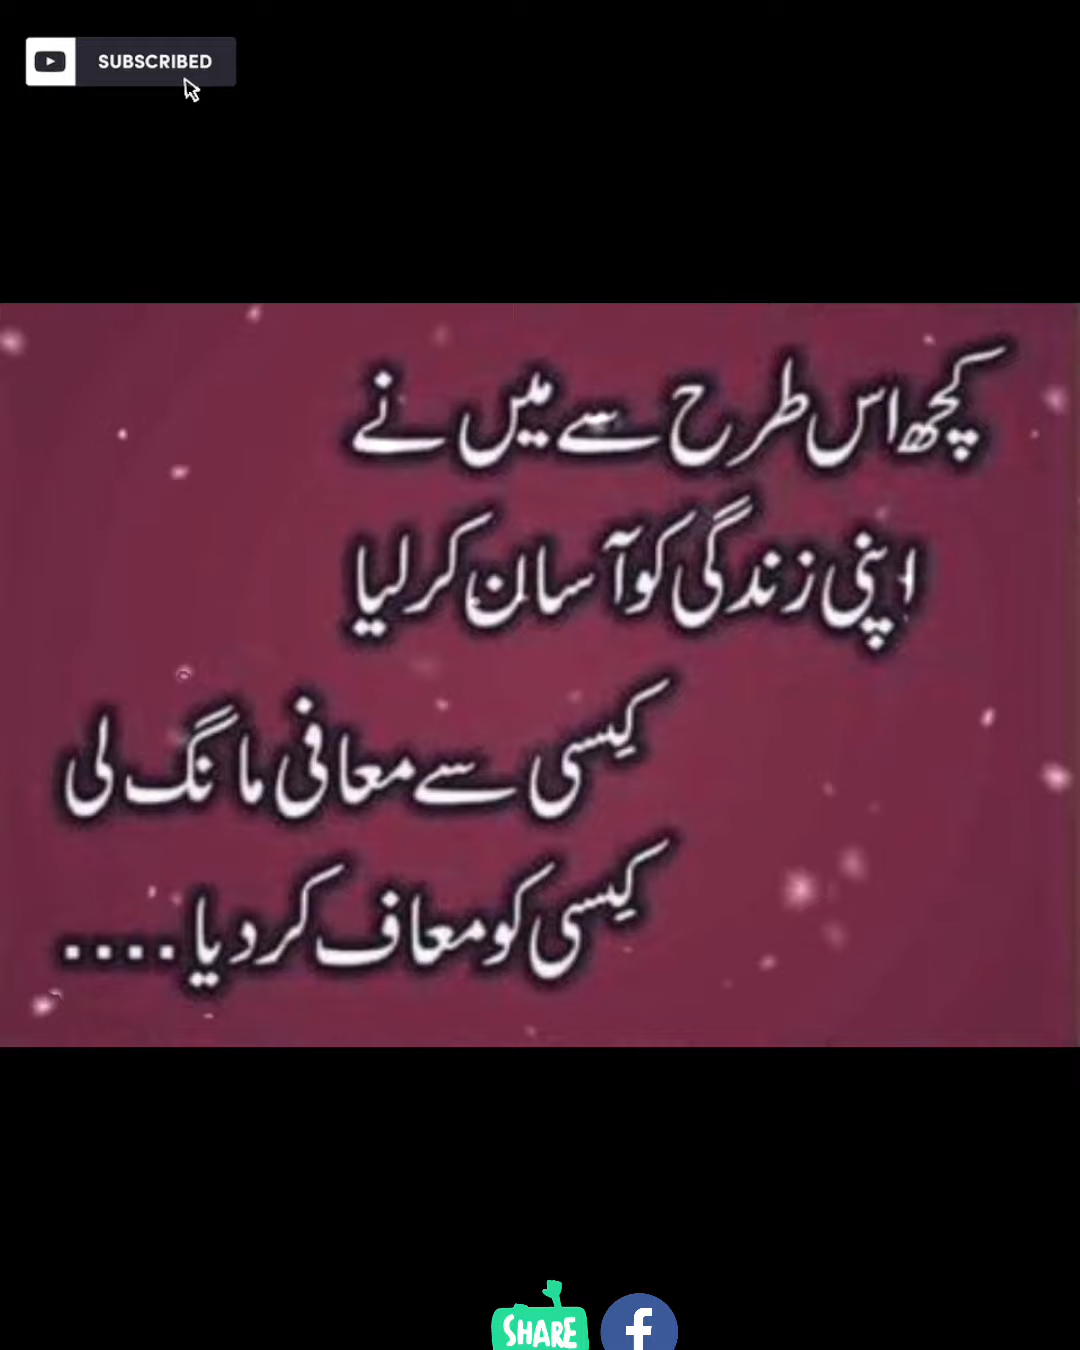 SUBSCRIBED
کچھ اس طرح سے میں نے
اپنی زندگی کو آسان کر لیا
کیسی سے معافی مانگ لی
کیسی کو معاف کر دیا ....
SHARE
f